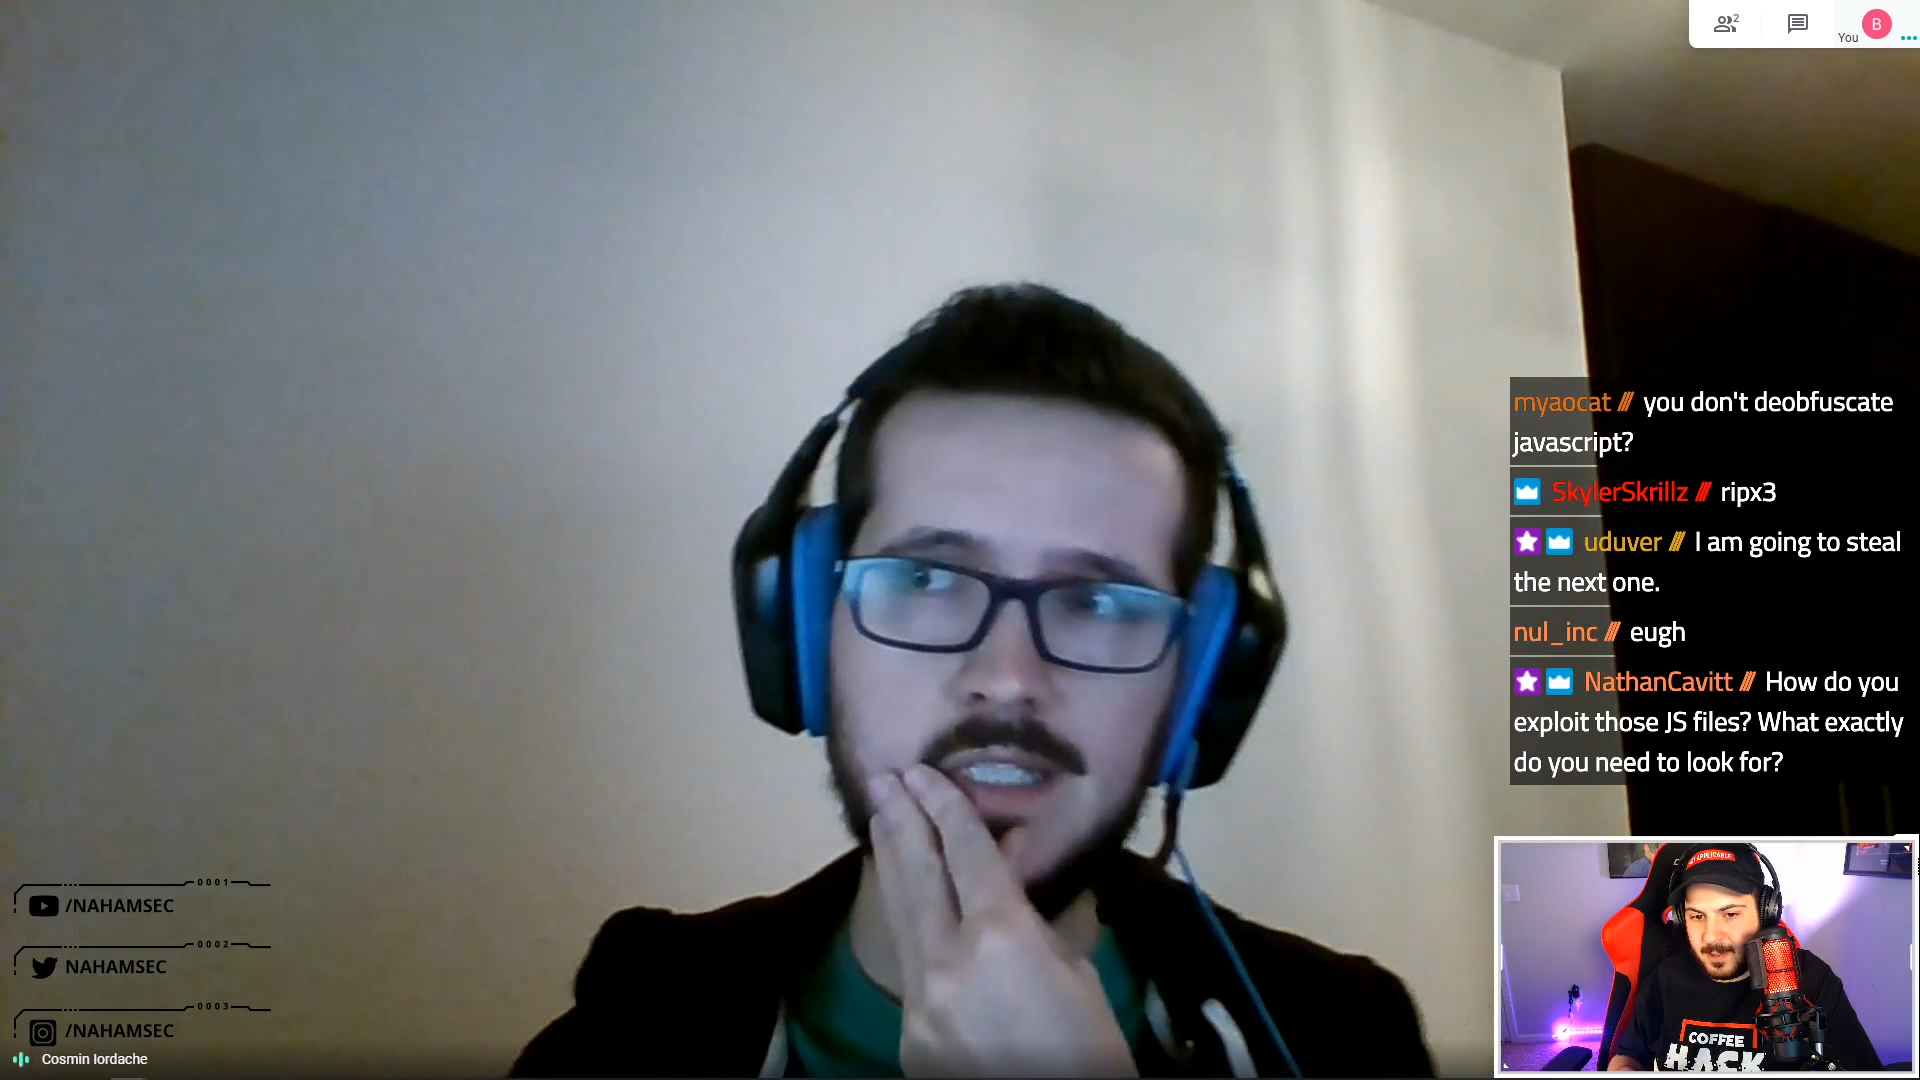 2
You
B
myaocat /// you don't deobfuscate
javascript?
SkylerSkrillz /// ripx3
uduver /// I am going to steal
the next one.
nul_inc /// eugh
NathanCavitt /// How do you
exploit those JS files? What exactly
do you need to look for?
0001
/NAHAMSEC
0002
NAHAMSEC
0003
/NAHAMSEC
Cosmin Iordache
APPLICABLE
COFFEE
HACK